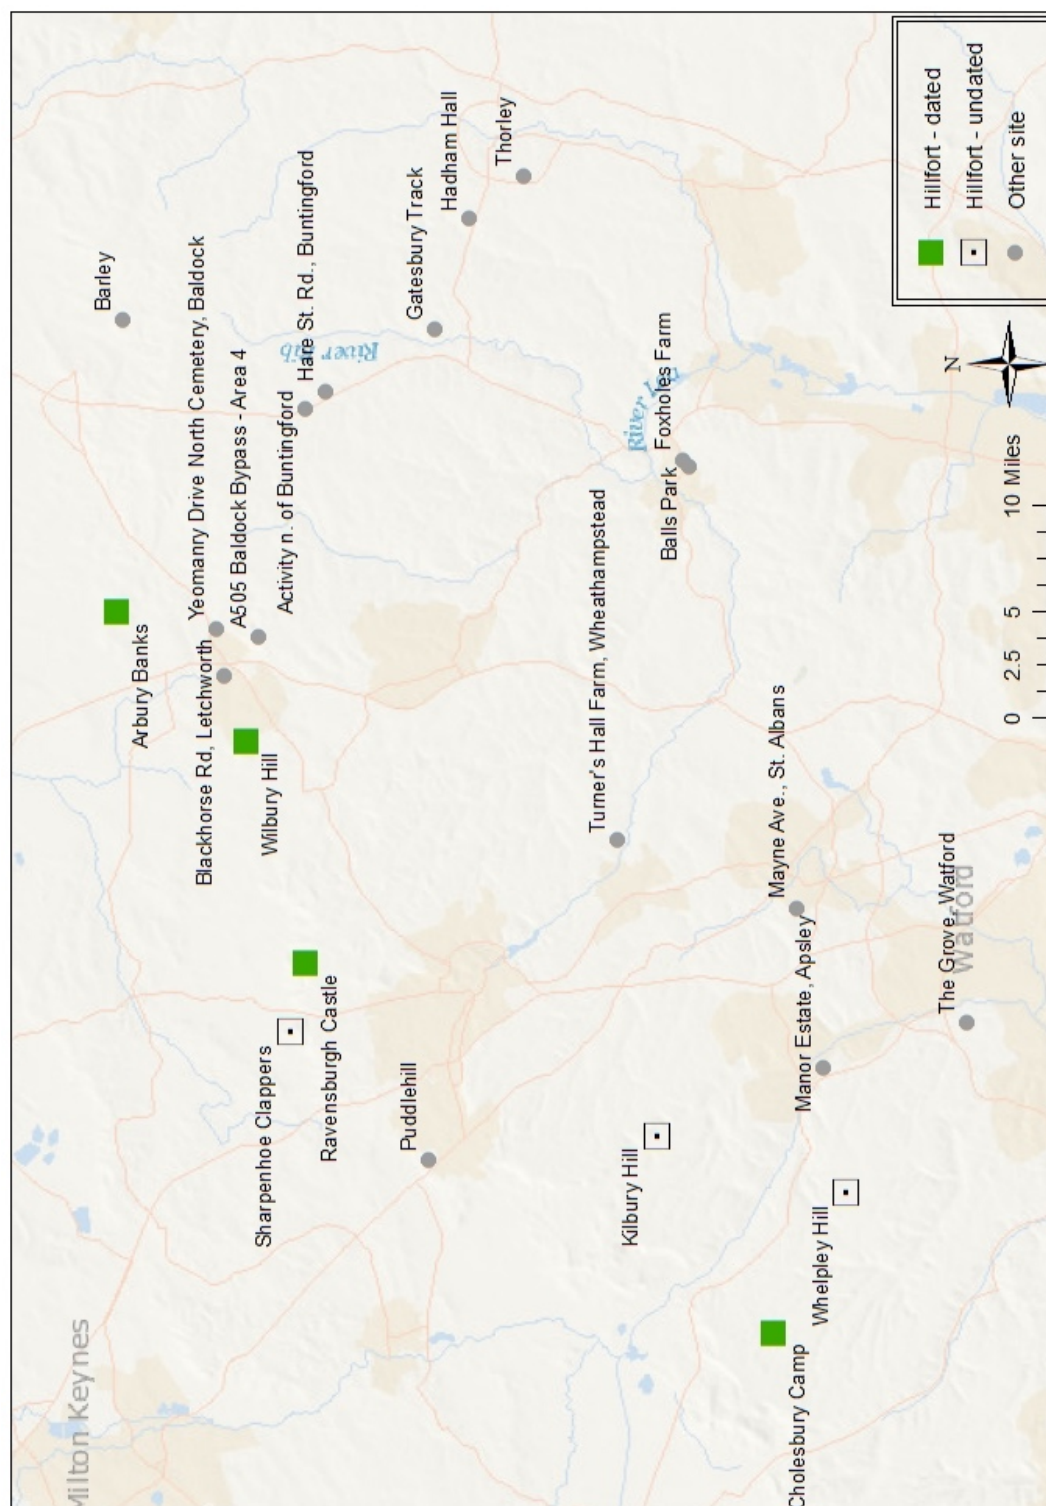 Milton Keynes
Barley
Arbury Banks
Yeomanry Drive North Cemetery, Baldock
Blackhorse Rd, Letchworth
A505 Baldock Bypass - Area 4
Sharpenhoe Clappers
Wilbury Hill
Activity n. of Buntingford
Hare St. Rd., Buntingford
River Rib
Ravensburgh Castle
Puddlehill
Gatesbury Track
Hadham Hall
Thorley
Turner's Hall Farm, Wheathampstead
Kilbury Hill
River
Foxholes Farm
Balls Park
Mayne Ave., St. Albans
Cholesbury Camp
Manor Estate, Apsley
Whelpley Hill
The Grove, Watford
Watford
Hillfort - dated
Hillfort - undated
Other site
N
0 2.5 5 10 Miles